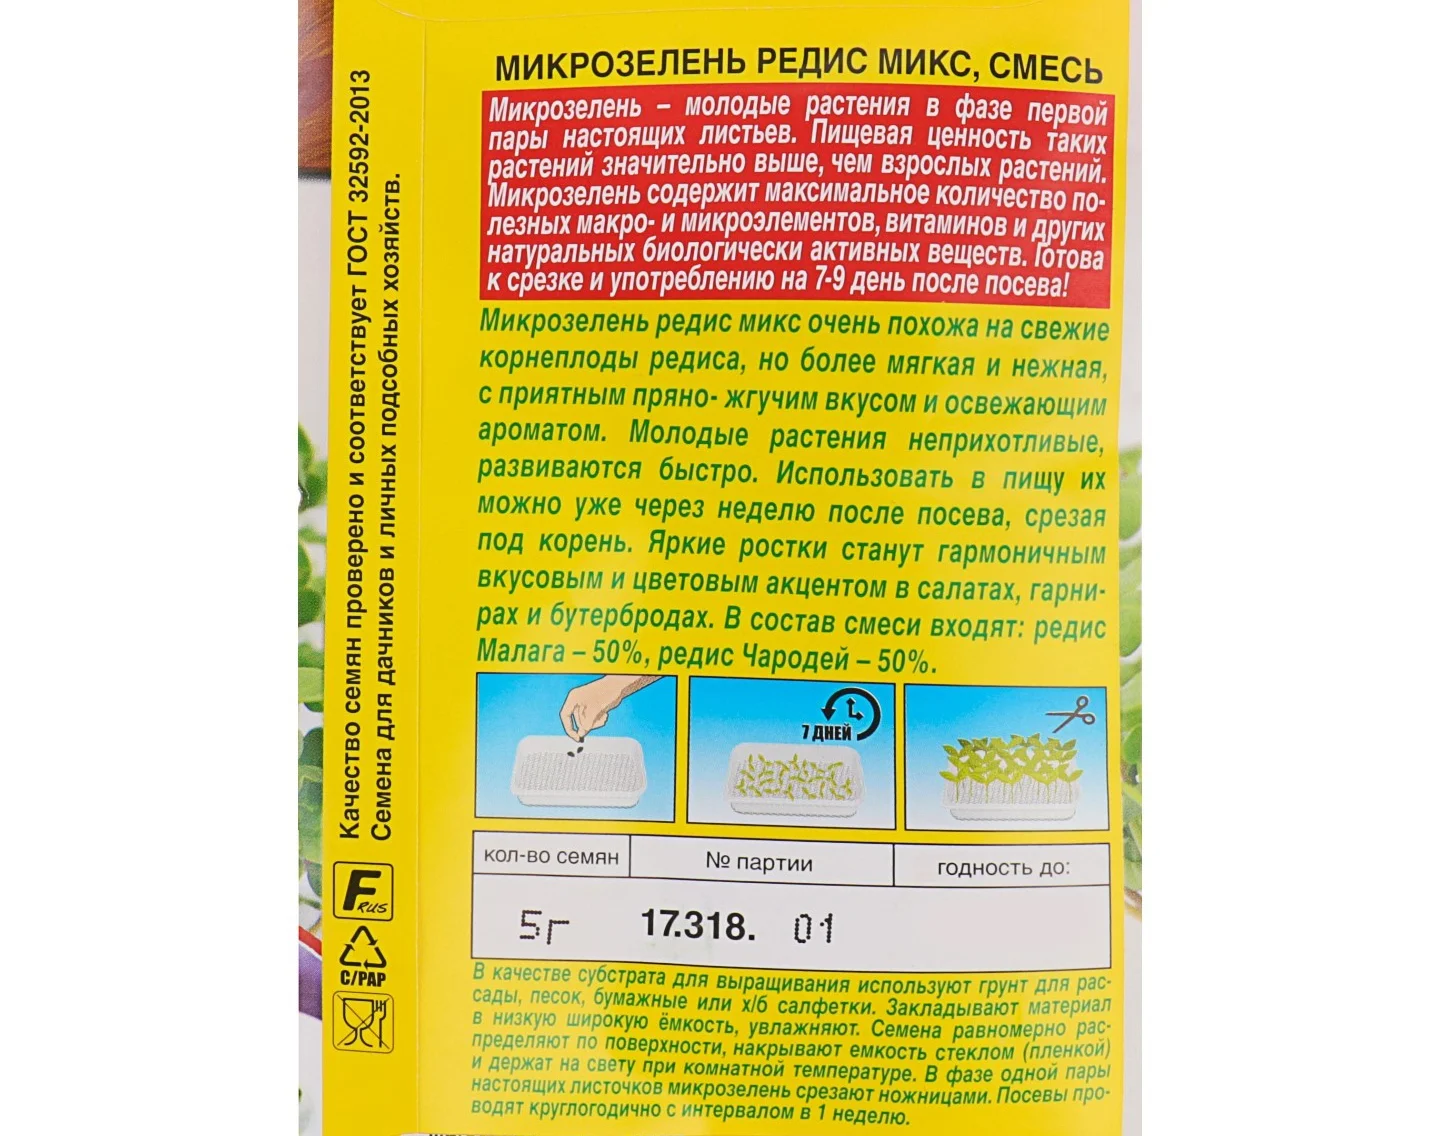 МИКРОЗЕЛЕНЬ РЕДИС МИКС, СМЕСЬ
Микрозелень – молодые растения в фазе первой
пары настоящих листьев. Пищевая ценность таких
растений значительно выше, чем взрослых растений.
Микрозелень содержит максимальное количество по-
лезных макро- и микроэлементов, витаминов и других
натуральных биологически активных веществ. Готова
к срезке и употреблению на 7-9 день после посева!
Микрозелень редис микс очень похожа на свежие
корнеплоды редиса, но более мягкая и нежная,
с приятным пряно- жгучим вкусом и освежающим
ароматом. Молодые растения неприхотливые,
развиваются быстро. Использовать в пищу их
можно уже через неделю после посева, срезая
под корень. Яркие ростки станут гармоничным
вкусовым и цветовым акцентом в салатах, гарни-
рах и бутербродах. В состав смеси входят: редис
Малага – 50%, редис Чародей – 50%.
7 ДНЕЙ
кол-во семян № партии годность до:
5г 17.318. 01
В качестве субстрата для выращивания используют грунт для рас-
сады, песок, бумажные или х/б салфетки. Закладывают материал
в низкую широкую ёмкость, увлажняют. Семена равномерно рас-
пределяют по поверхности, накрывают емкость стеклом (пленкой)
и держат на свету при комнатной температуре. В фазе одной пары
настоящих листочков микрозелень срезают ножницами. Посевы про-
водят круглогодично с интервалом в 1 неделю.
Качество семян проверено и соответствует ГОСТ 32592-2013
Семена для дачников и личных подсобных хозяйств.
F RUS
C/PAP